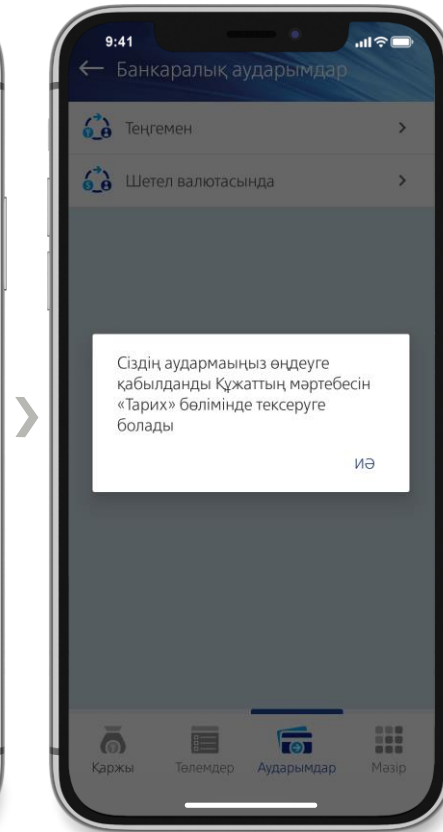 9:41
← Банкаралық аударымдар
Теңгемен
Шетел валютасында
Сіздің аудармаыңыз өңдеуге
қабылданды Құжаттың мәртебесін
«Тарих» бөлімінде тексеруге
болады
ИӘ
Қаржы Төлемдер Аударымдар Мәзір